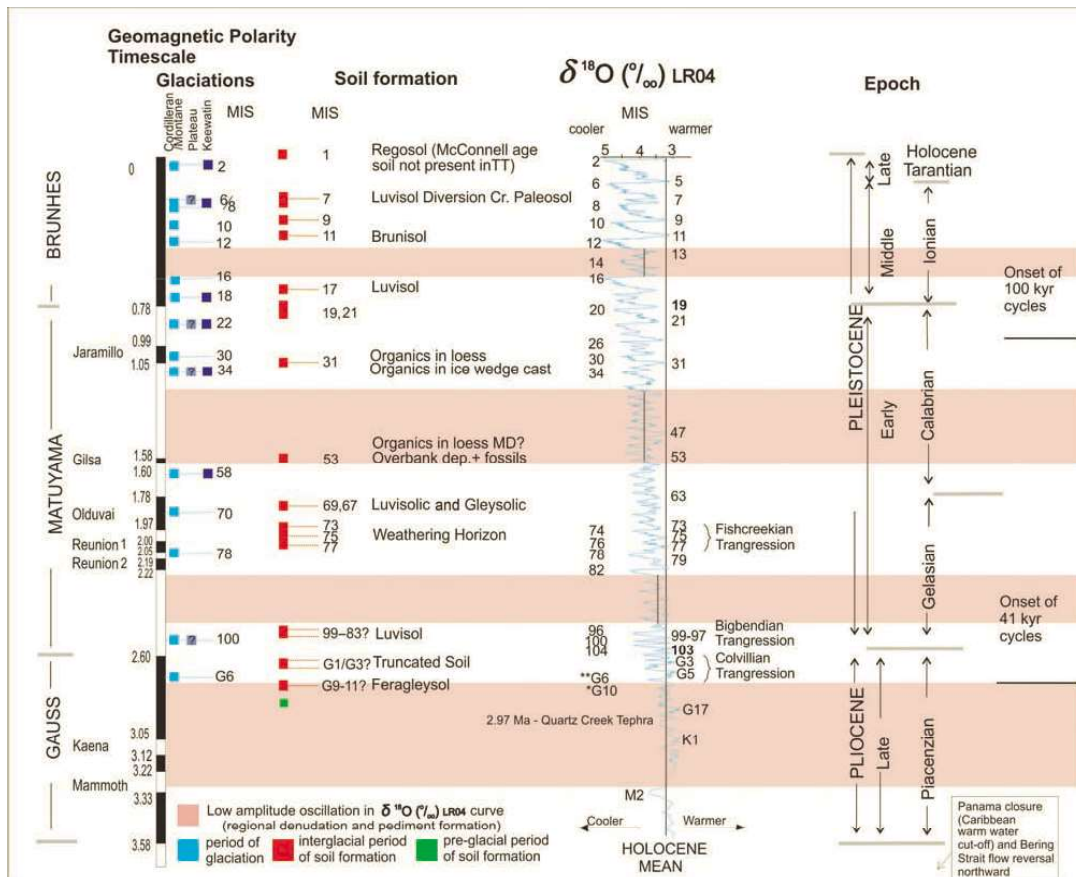 Geomagnetic Polarity
Timescale
Glaciations
Soil formation
δ 18O (o/oo) LR04
Epoch
Cordilleran
/Montane
Plateau
Keewatin
MIS
MIS
MIS
cooler
warmer
5 4 3
0
BRUNHES
0.78
0.99
Jaramillo
1.05
MATUYAMA
Gilsa
1.58
1.60
1.78
Olduvai
1.97
Reunion 1
2.00
2.05
Reunion 2
2.19
2.22
2.60
GAUSS
3.05
Kaena
3.12
3.22
Mammoth
3.33
3.58
2
?
6
?8
10
12
16
18
?
22
30
?
34
58
70
78
?
100
G6
1 Regosol (McConnell age
soil not present inTT)
7 Luvisol Diversion Cr. Paleosol
9
11 Brunisol
17 Luvisol
19,21
31 Organics in loess
Organics in ice wedge cast
Organics in loess MD?
53 Overbank dep.+ fossils
69,67 Luvisolic and Gleysolic
73
75 Weathering Horizon
77
99–83? Luvisol
G1/G3? Truncated Soil
G9-11? Feragleysol
2
6
8
10
12
14
16
20
26
30
34
74
76
78
82
96
100
104
**G6
*G10
M2
5
7
9
11
13
19
21
31
47
53
63
73
75
77
79
99-97
103
G3
G5
G17
K1
Fishcreekian
Trangression
Bigbendian
Trangression
Colvillian
Trangression
2.97 Ma - Quartz Creek Tephra
Cooler
Warmer
HOLOCENE
MEAN
Holocene
Tarantian
Late
Middle
Ionian
PLEISTOCENE
Early
Calabrian
Gelasian
PLIOCENE
Late
Piacenzian
Onset of
100 kyr
cycles
Onset of
41 kyr
cycles
Panama closure
(Caribbean
warm water
cut-off) and Bering
Strait flow reversal
northward
Low amplitude oscillation in δ 18O (o/oo) LR04 curve
(regional denudation and pediment formation)
period of
glaciation
interglacial period
of soil formation
pre-glacial period
of soil formation